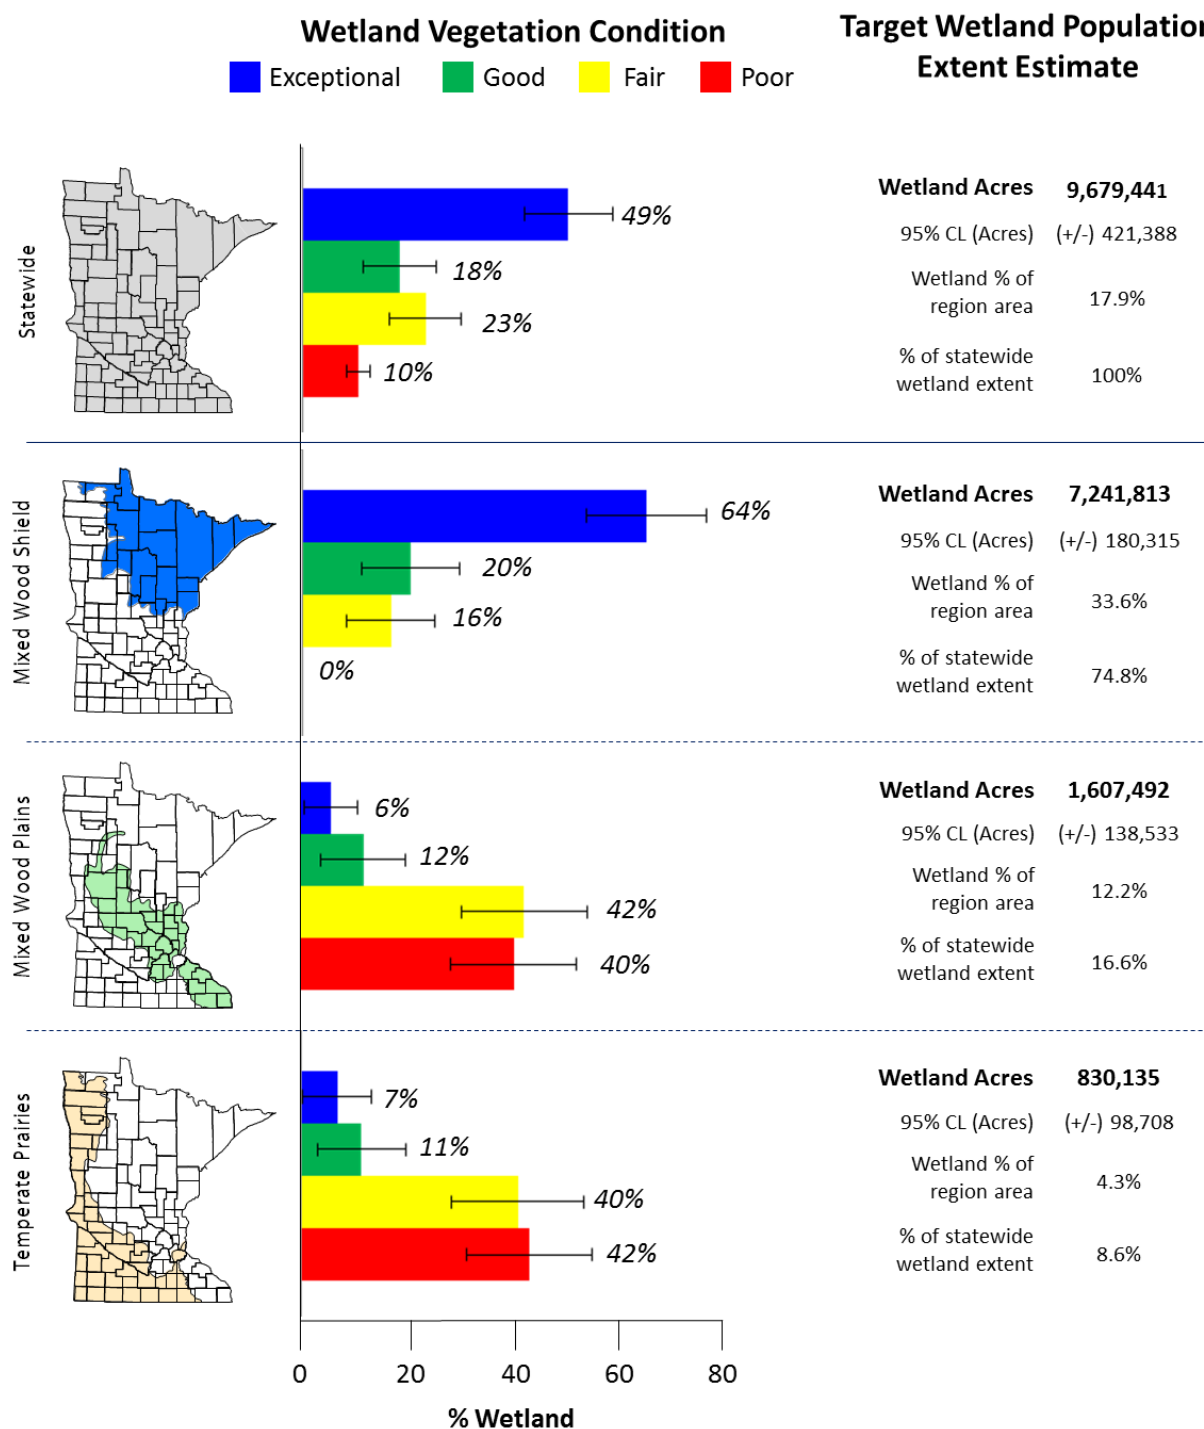 Wetland Vegetation Condition
Exceptional Good Fair Poor
Target Wetland Population
Extent Estimate
Statewide
49%
18%
23%
10%
Wetland Acres 9,679,441
95% CL (Acres) (+/-) 421,388
Wetland % of
region area 17.9%
% of statewide
wetland extent 100%
Mixed Wood Shield
64%
20%
16%
0%
Wetland Acres 7,241,813
95% CL (Acres) (+/-) 180,315
Wetland % of
region area 33.6%
% of statewide
wetland extent 74.8%
Mixed Wood Plains
6%
12%
42%
40%
Wetland Acres 1,607,492
95% CL (Acres) (+/-) 138,533
Wetland % of
region area 12.2%
% of statewide
wetland extent 16.6%
Temperate Prairies
7%
11%
40%
42%
Wetland Acres 830,135
95% CL (Acres) (+/-) 98,708
Wetland % of
region area 4.3%
% of statewide
wetland extent 8.6%
0 20 40 60 80
% Wetland